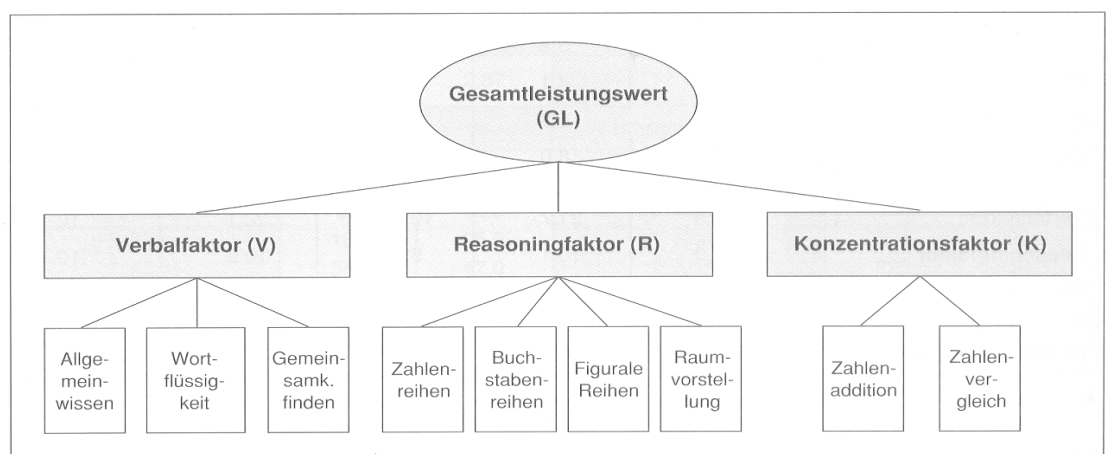 Gesamtleistungswert
(GL)
Verbalfaktor (V)
Reasoningfaktor (R)
Konzentrationsfaktor (K)
Allge-
mein-
wissen
Wort-
flüssig-
keit
Gemein-
samk.
finden
Zahlen-
reihen
Buch-
staben-
reihen
Figurale
Reihen
Raum-
vorstel-
lung
Zahlen-
addition
Zahlen-
ver-
gleich